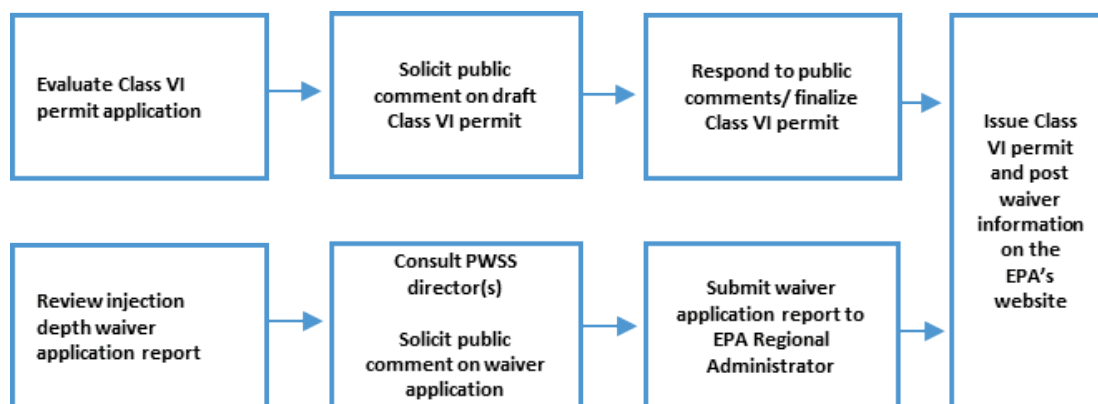 Evaluate Class VI
permit application
Solicit public
comment on draft
Class VI permit
Respond to public
comments/ finalize
Class VI permit
Issue Class
VI permit
and post
waiver
information
on the
EPA's
website
Review injection
depth waiver
application report
Consult PWSS
director(s)
Solicit public
comment on waiver
application
Submit waiver
application report to
EPA Regional
Administrator